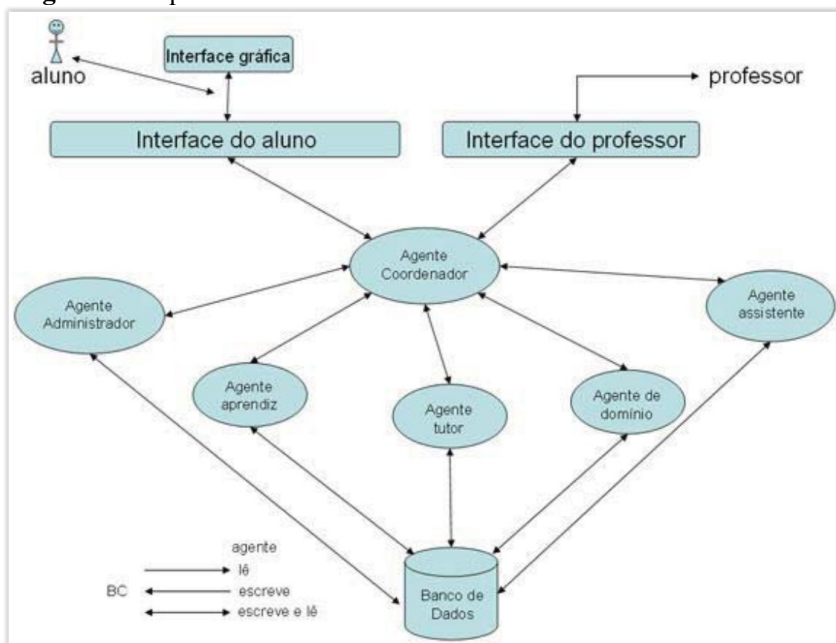 Interface gráfica
aluno
professor
Interface do aluno
Interface do professor
Agente
Coordenador
Agente
Administrador
Agente
assistente
Agente
aprendiz
Agente
tutor
Agente de
domínio
agente
lê
BC
escreve
escreve e lê
Banco de
Dados